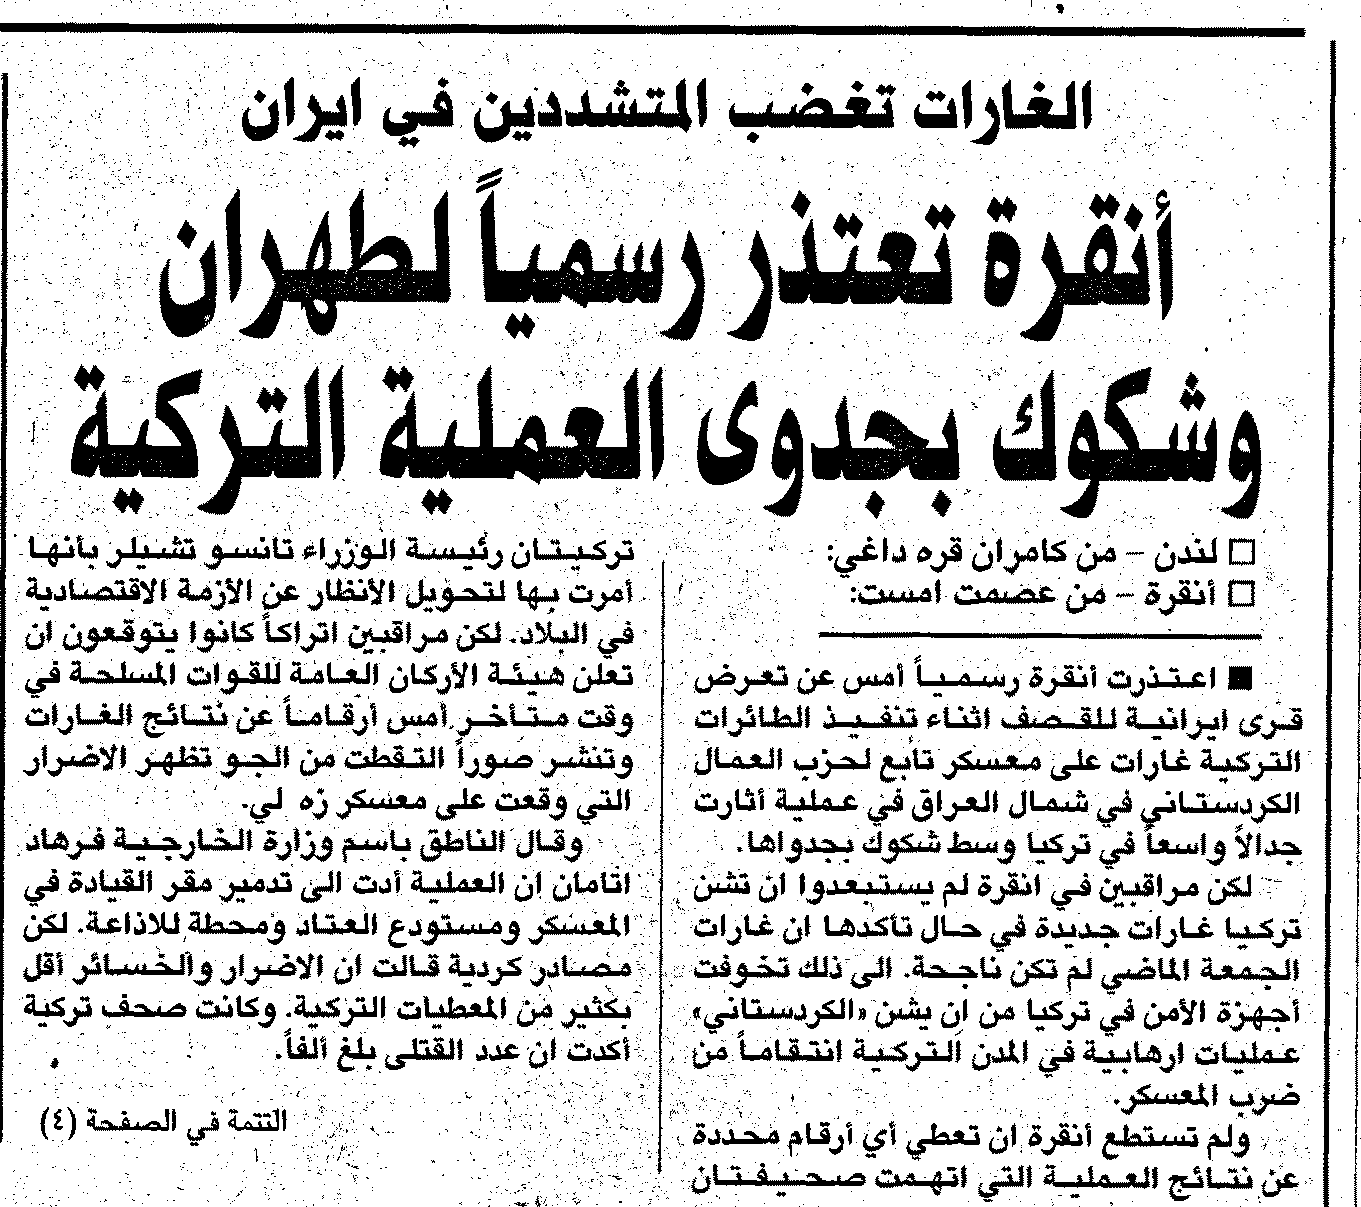 الغارات تغضب المتشددين في ايران
أنقرة تعتذر رسمياً لطهران
وشكوك بجدوى العملية التركية
□ لندن – من كامران قره داغي:
□ أنقرة – من عصمت امست:
■ اعتذرت أنقرة رسمياً أمس عن تعرض
قرى ايرانية للقصف اثناء تنفيذ الطائرات
التركية غارات على معسكر تابع لحزب العمال
الكردستاني في شمال العراق في عملية أثارت
جدالاً واسعاً في تركيا وسط شكوك بجدواها.
لكن مراقبين في انقرة لم يستبعدوا ان تشن
تركيا غارات جديدة في حال تأكدها ان غارات
الجمعة الماضي لم تكن ناجحة. الى ذلك تخوفت
أجهزة الأمن في تركيا من ان يشن «الكردستاني»
عمليات ارهابية في المدن التركية انتقاماً من
ضرب المعسكر.
ولم تستطع أنقرة ان تعطي أي أرقام محددة
عن نتائج العملية التي اتهمت صحيفتان
تركيتان رئيسة الوزراء تانسو تشيلر بأنها
أمرت بها لتحويل الأنظار عن الأزمة الاقتصادية
في البلاد. لكن مراقبين اتراكاً كانوا يتوقعون ان
تعلن هيئة الأركان العامة للقوات المسلحة في
وقت متأخر أمس أرقاماً عن نتائج الغارات
وتنشر صوراً التقطت من الجو تظهر الاضرار
التي وقعت على معسكر زه لي.
وقال الناطق باسم وزارة الخارجية فرهاد
اتامان ان العملية أدت الى تدمير مقر القيادة في
المعسكر ومستودع العتاد ومحطة للاذاعة. لكن
مصادر كردية قالت ان الاضرار والخسائر أقل
بكثير من المعطيات التركية. وكانت صحف تركية
أكدت ان عدد القتلى بلغ ألفاً.
التتمة في الصفحة (٤)